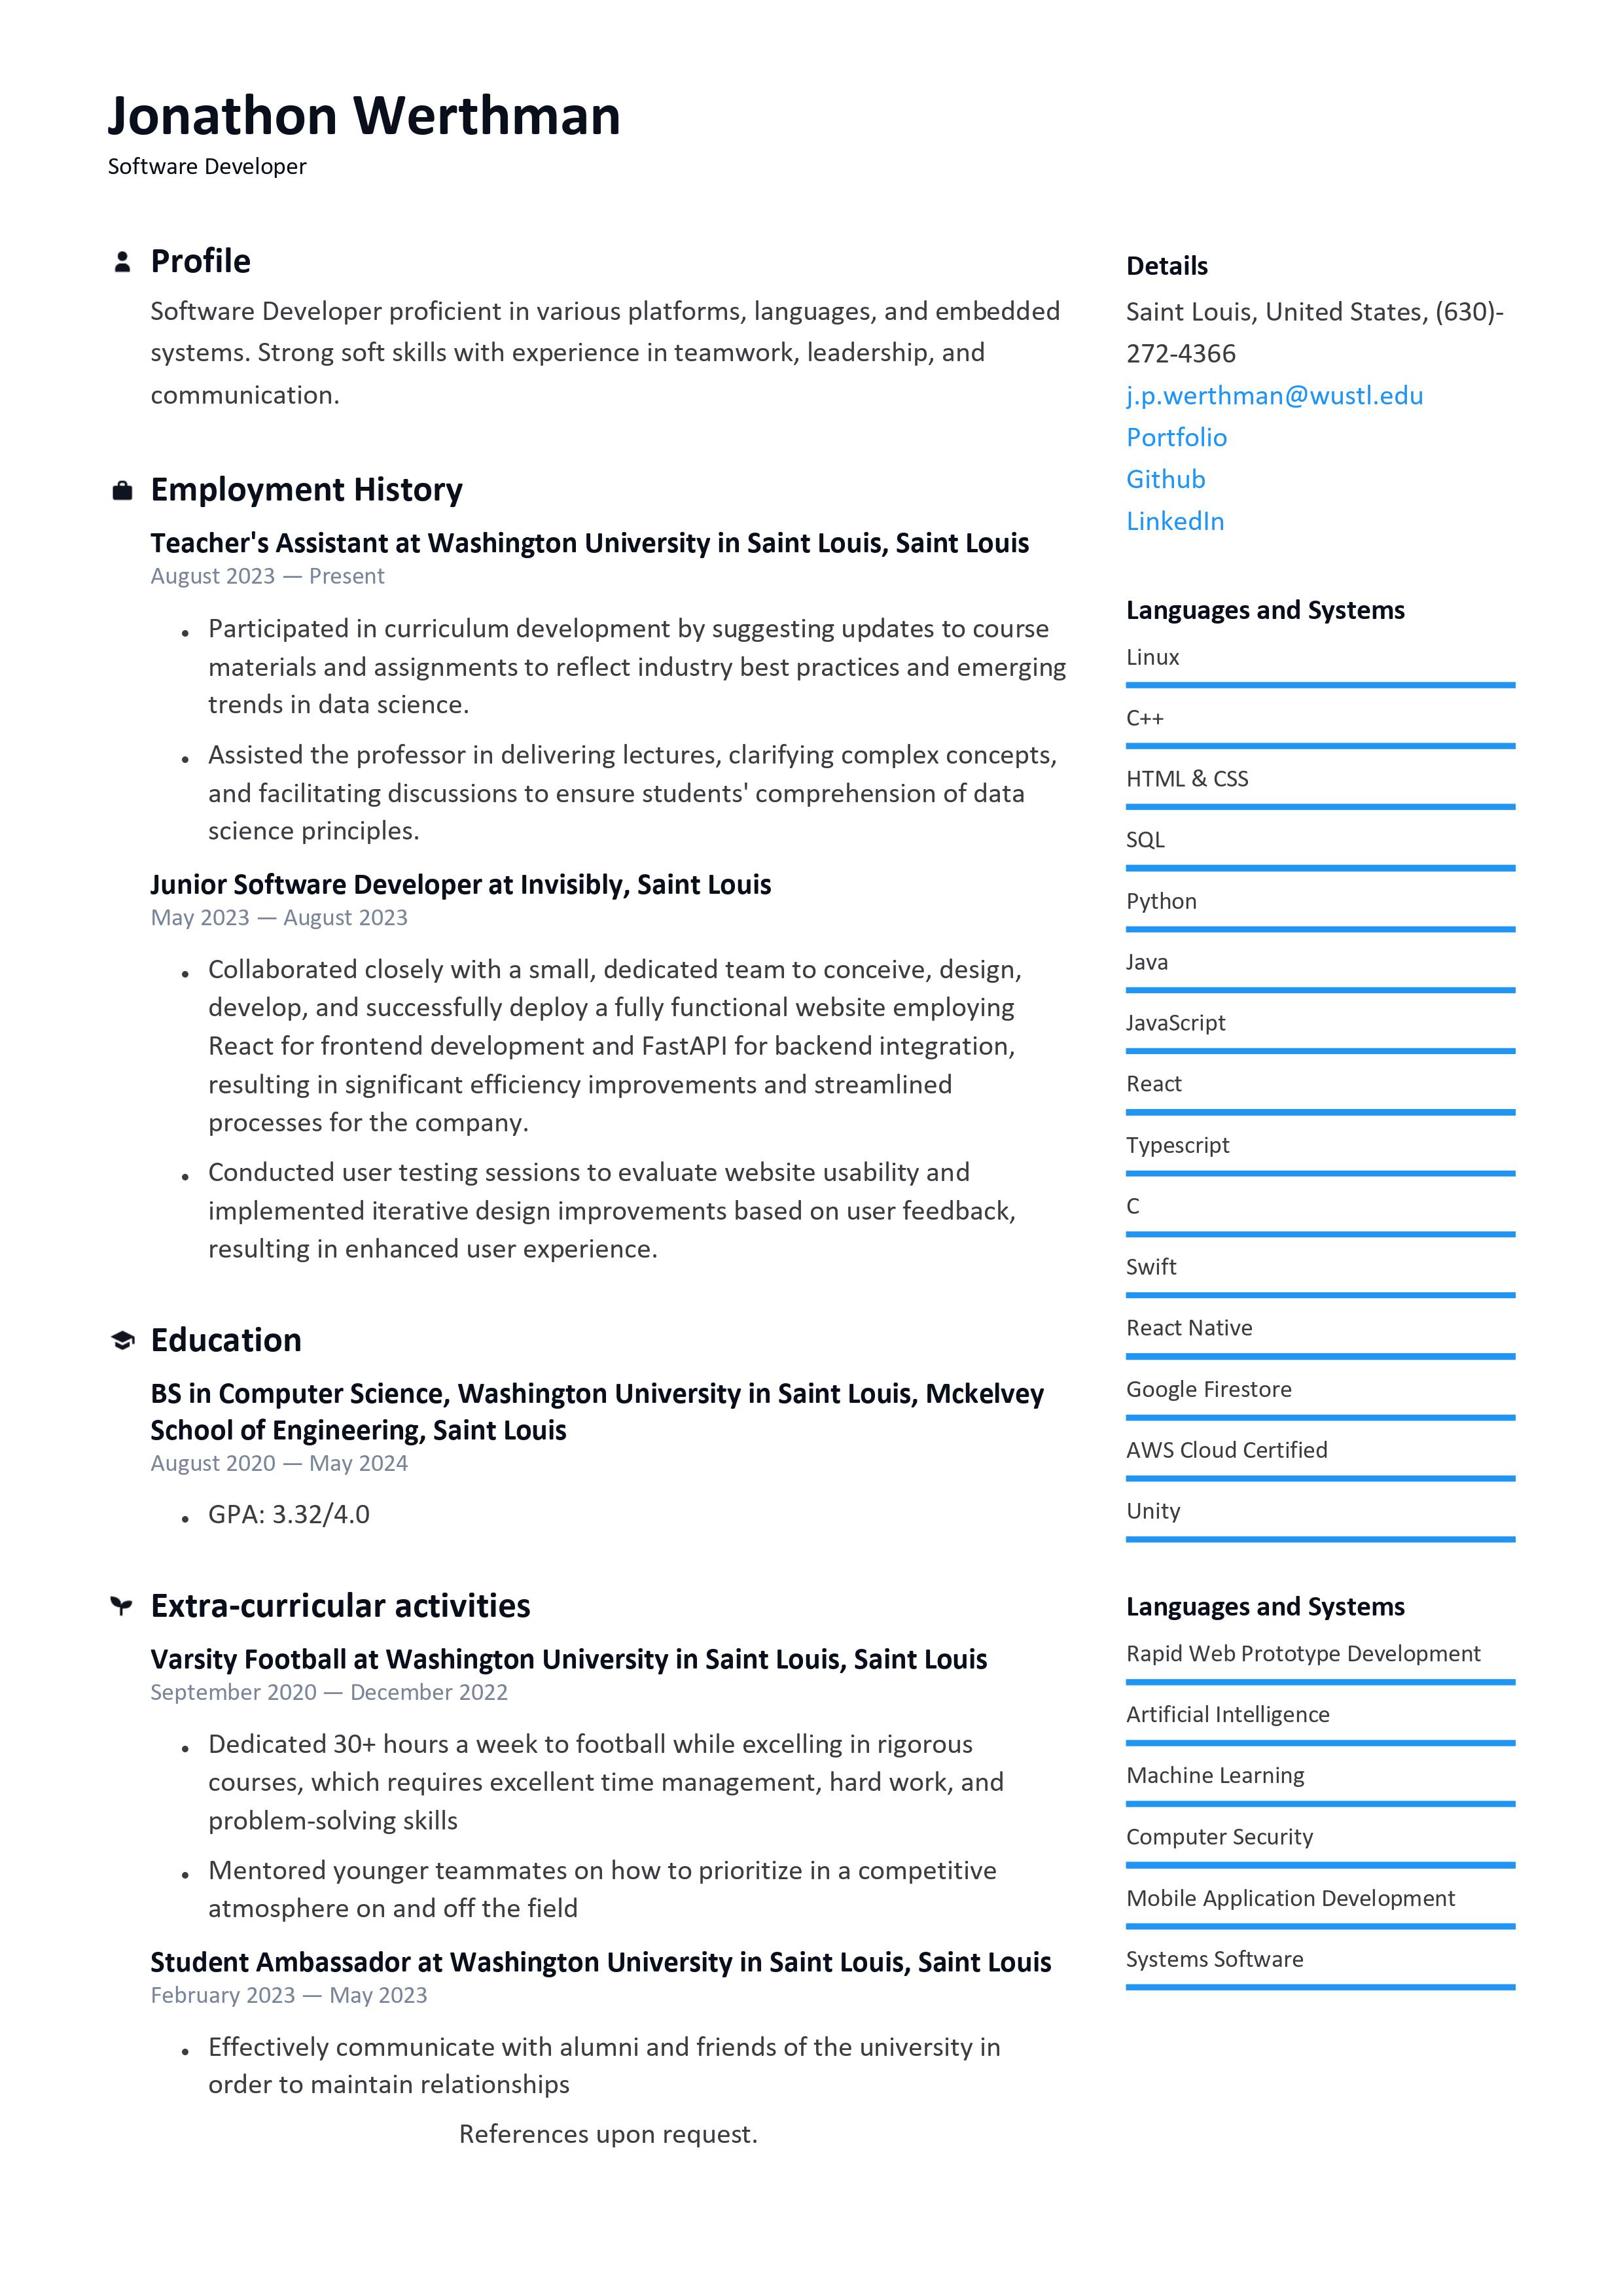 Jonathon Werthman
Software Developer
Profile
Software Developer proficient in various platforms, languages, and embedded
systems. Strong soft skills with experience in teamwork, leadership, and
communication.
Employment History
Teacher's Assistant at Washington University in Saint Louis, Saint Louis
August 2023 — Present
• Participated in curriculum development by suggesting updates to course
materials and assignments to reflect industry best practices and emerging
trends in data science.
• Assisted the professor in delivering lectures, clarifying complex concepts,
and facilitating discussions to ensure students' comprehension of data
science principles.
Junior Software Developer at Invisibly, Saint Louis
May 2023 — August 2023
• Collaborated closely with a small, dedicated team to conceive, design,
develop, and successfully deploy a fully functional website employing
React for frontend development and FastAPI for backend integration,
resulting in significant efficiency improvements and streamlined
processes for the company.
• Conducted user testing sessions to evaluate website usability and
implemented iterative design improvements based on user feedback,
resulting in enhanced user experience.
Education
BS in Computer Science, Washington University in Saint Louis, Mckelvey
School of Engineering, Saint Louis
August 2020 — May 2024
• GPA: 3.32/4.0
Extra-curricular activities
Varsity Football at Washington University in Saint Louis, Saint Louis
September 2020 — December 2022
• Dedicated 30+ hours a week to football while excelling in rigorous
courses, which requires excellent time management, hard work, and
problem-solving skills
• Mentored younger teammates on how to prioritize in a competitive
atmosphere on and off the field
Student Ambassador at Washington University in Saint Louis, Saint Louis
February 2023 — May 2023
• Effectively communicate with alumni and friends of the university in
order to maintain relationships
References upon request.
Details
Saint Louis, United States, (630)-
272-4366
j.p.werthman@wustl.edu
Portfolio
Github
LinkedIn
Languages and Systems
Linux
C++
HTML & CSS
SQL
Python
Java
JavaScript
React
Typescript
C
Swift
React Native
Google Firestore
AWS Cloud Certified
Unity
Languages and Systems
Rapid Web Prototype Development
Artificial Intelligence
Machine Learning
Computer Security
Mobile Application Development
Systems Software